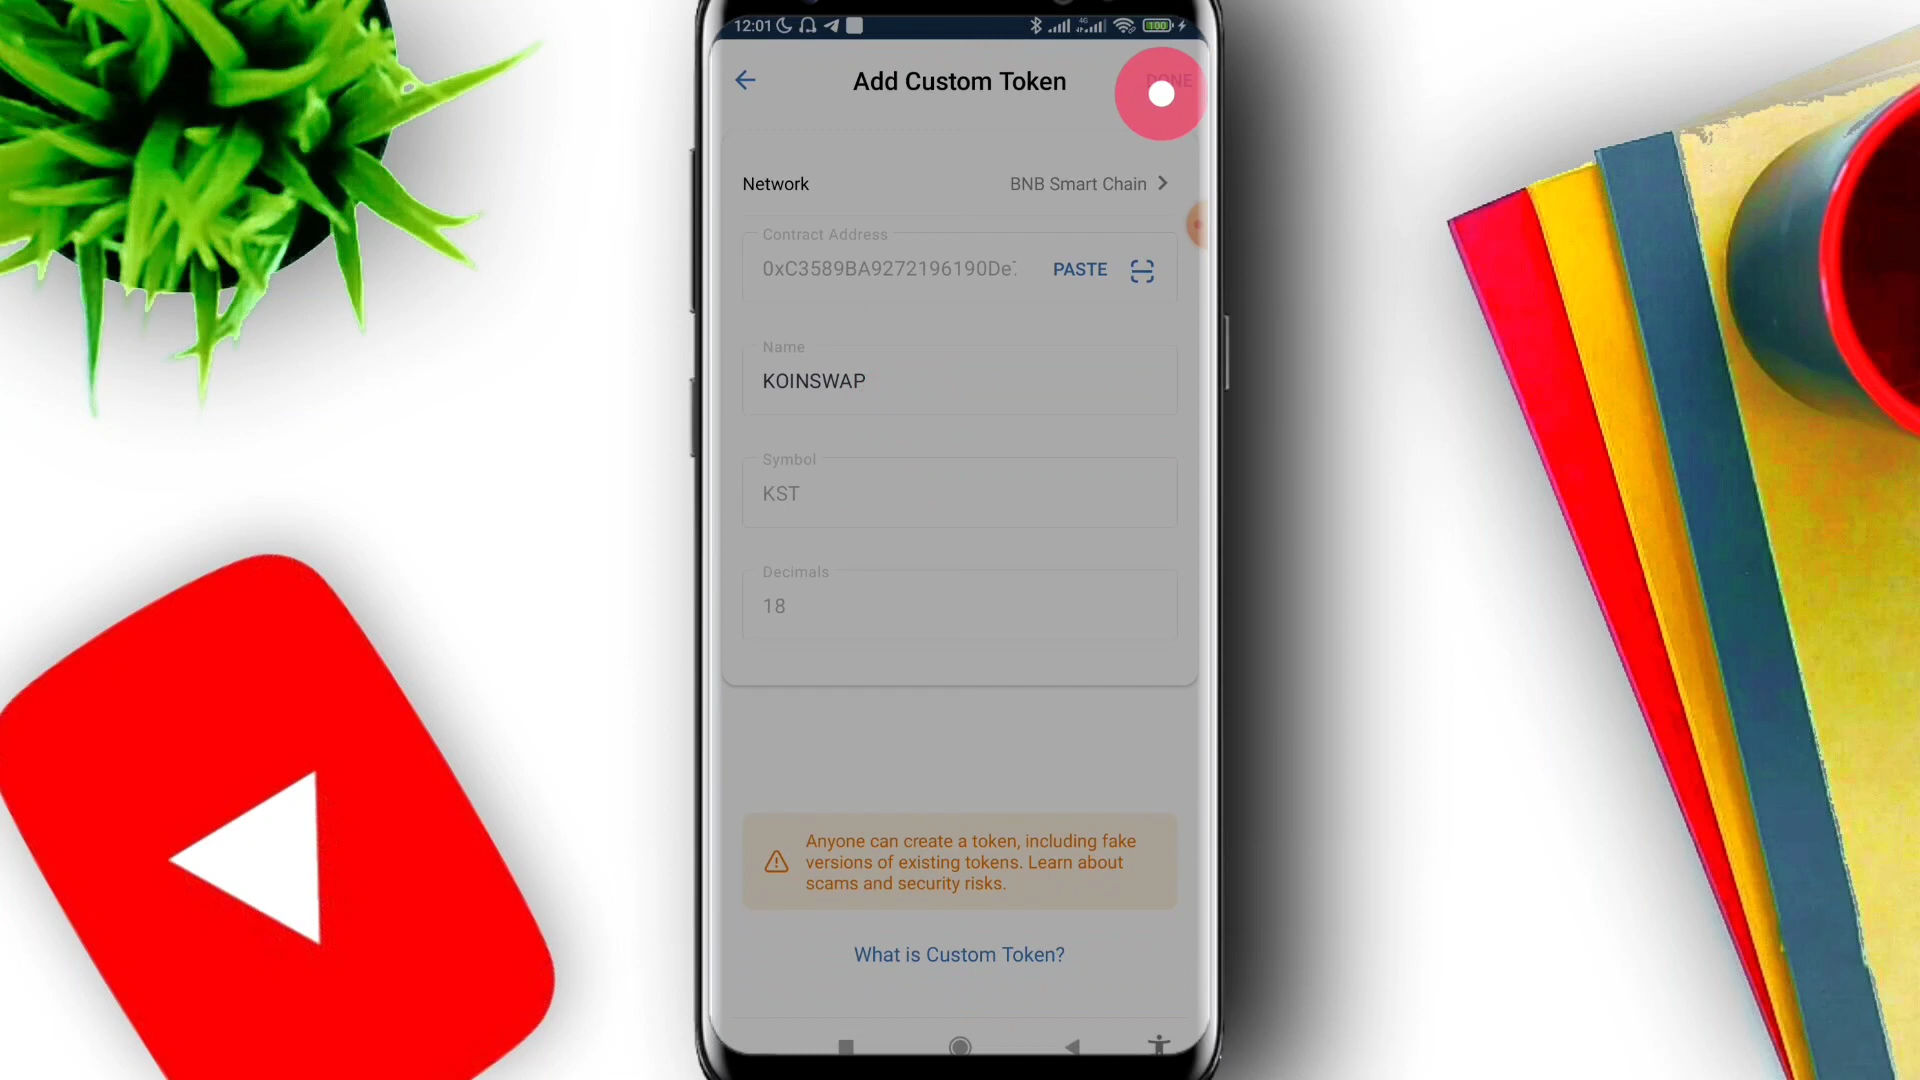 12:01
4G
100
Add Custom Token
DONE
Network
BNB Smart Chain
Contract Address
0xC3589BA9272196190De
PASTE
Name
KOINSWAP
Symbol
KST
Decimals
18
Anyone can create a token, including fake
versions of existing tokens. Learn about
scams and security risks.
What is Custom Token?